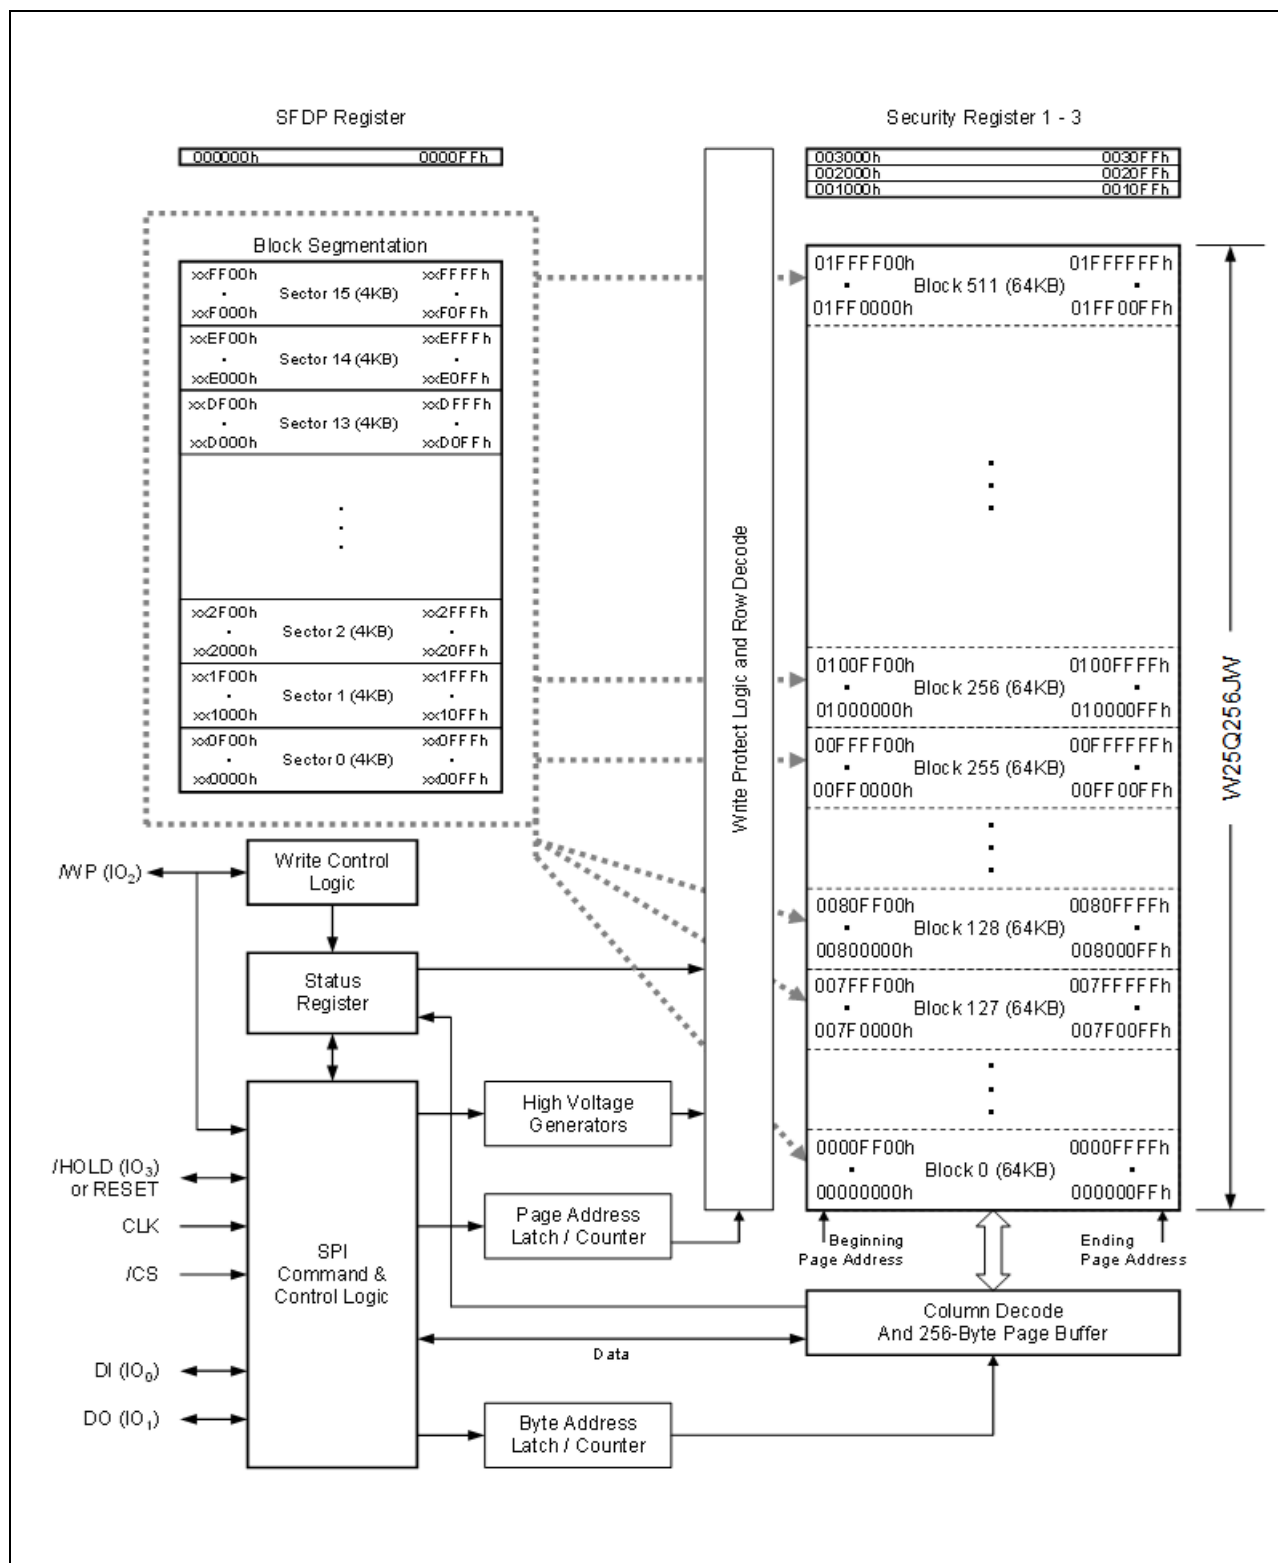 SFDP Register
000000h 0000FFh
Security Register 1 - 3
003000h 0030FFh
002000h 0020FFh
001000h 0010FFh
Block Segmentation
xxFF00h xxFFFFh
Sector 15 (4KB)
xxF000h xxF0FFh
xxEF00h xxEFFFh
Sector 14 (4KB)
xxE000h xxE0FFh
xxDF00h xxDFFFh
Sector 13 (4KB)
xxD000h xxD0FFh
xx2F00h xx2FFFh
Sector 2 (4KB)
xx2000h xx20FFh
xx1F00h xx1FFFh
Sector 1 (4KB)
xx1000h xx10FFh
xx0F00h xx0FFFh
Sector 0 (4KB)
xx0000h xx00FFh
Write Protect Logic and Row Decode
01FFFF00h 01FFFFFFh
Block 511 (64KB)
01FF0000h 01FF00FFh
0100FF00h 0100FFFFh
Block 256 (64KB)
01000000h 010000FFh
00FFFF00h 00FFFFFFh
Block 255 (64KB)
00FF0000h 00FF00FFh
0080FF00h 0080FFFFh
Block 128 (64KB)
00800000h 008000FFh
007FFF00h 007FFFFFh
Block 127 (64KB)
007F0000h 007F00FFh
0000FF00h 0000FFFFh
Block 0 (64KB)
00000000h 000000FFh
W25Q256JW
Beginning
Page Address
Ending
Page Address
/WP (IO2)
Write Control
Logic
Status
Register
High Voltage
Generators
/HOLD (IO3)
or RESET
CLK
/CS
DI (IO0)
DO (IO1)
SPI
Command &
Control Logic
Page Address
Latch / Counter
Column Decode
And 256-Byte Page Buffer
Data
Byte Address
Latch / Counter